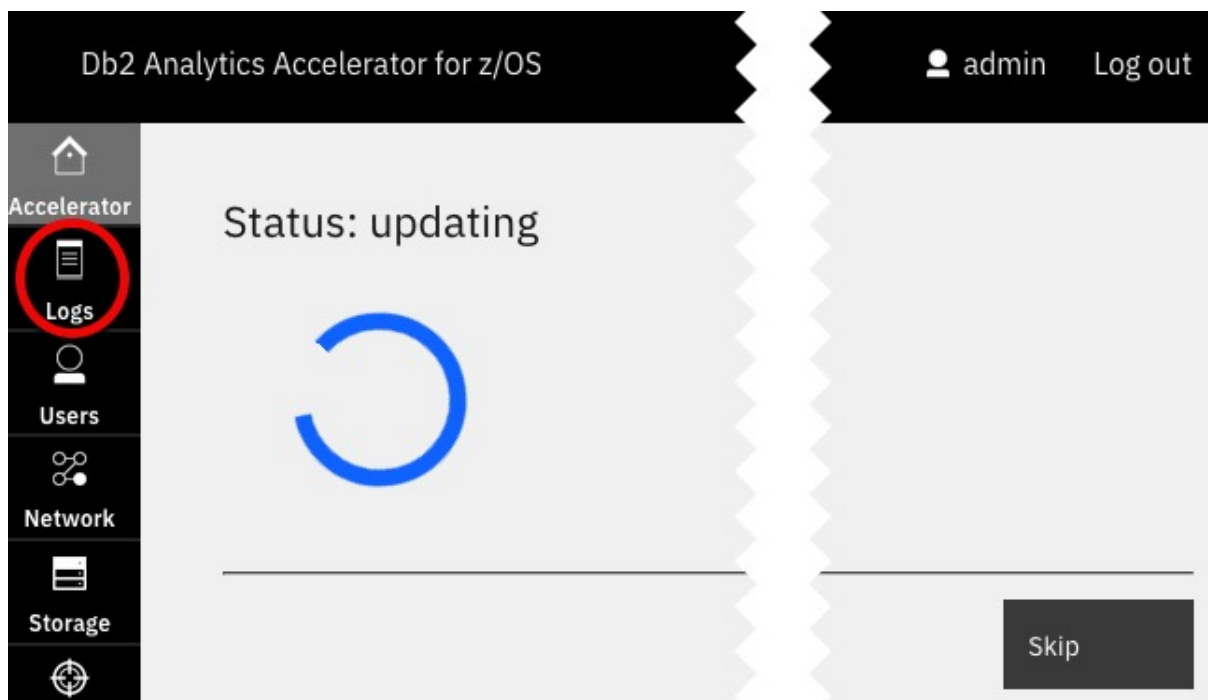 Db2 Analytics Accelerator for z/OS
admin
Log out
Accelerator
Logs
Users
Network
Storage
Status: updating
Skip